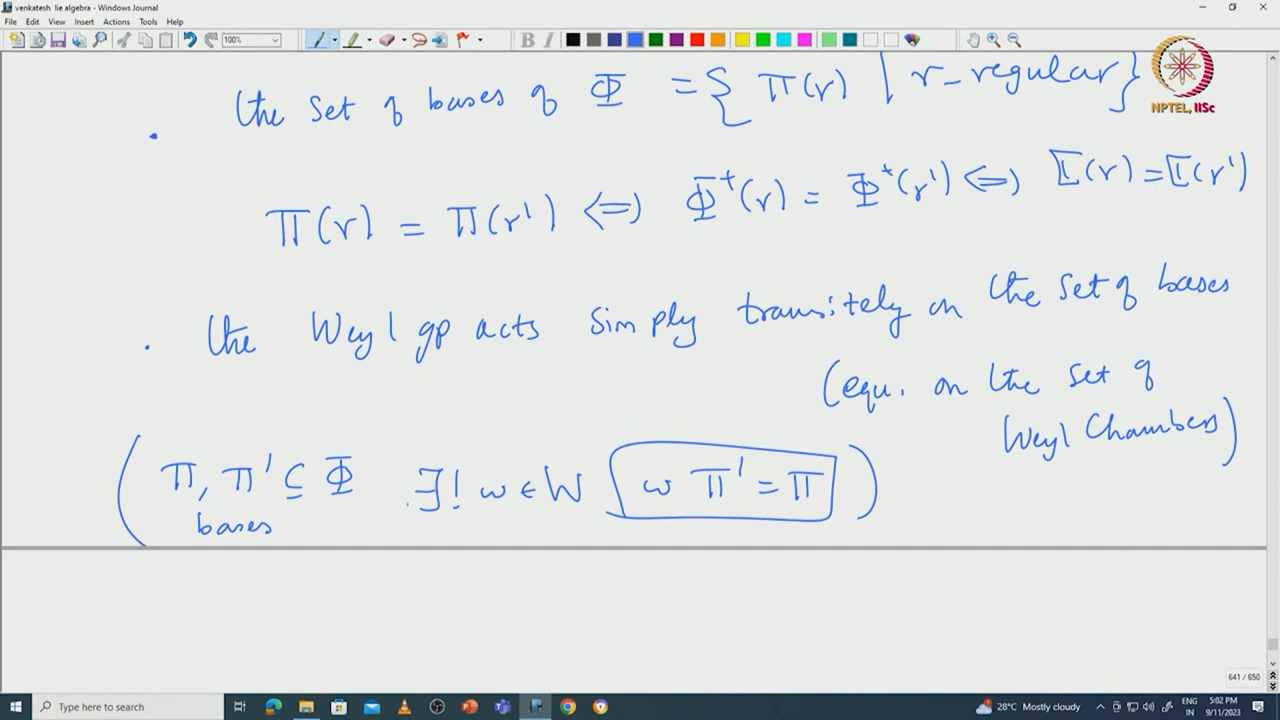 venkatesh lie algebra - Windows Journal
File Edit View Insert Actions Tools Help
100%
B I
NPTEL, IISc
· the set of bases of Φ = { Π(r) | r-regular }
Π(r) = Π(r') ⇔ Φ⁺(r) = Φ⁺(r') ⇔ ℂ(r) = ℂ(r')
· the Weyl gp acts simply transitely on the set of bases
(equ. on the set of
Weyl Chambers)
( Π, Π' ⊆ Φ ∃! w ∈ W w Π' = Π )
bases
641 / 650
Type here to search
28°C Mostly cloudy
ENG
IN
5:02 PM
9/11/2023